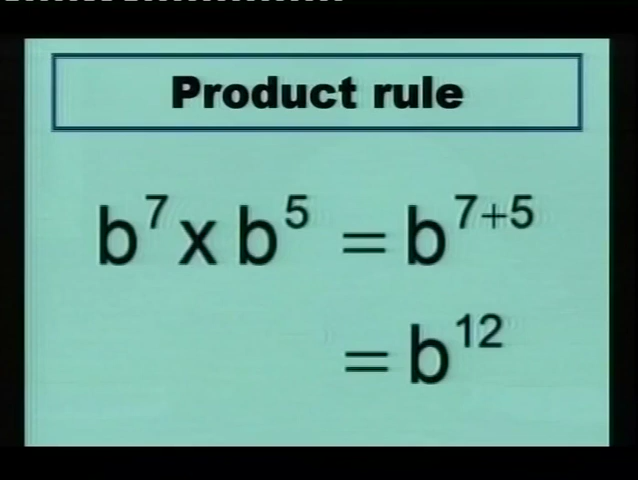 Product rule
b⁷ x b⁵ = b⁷⁺⁵
= b¹²